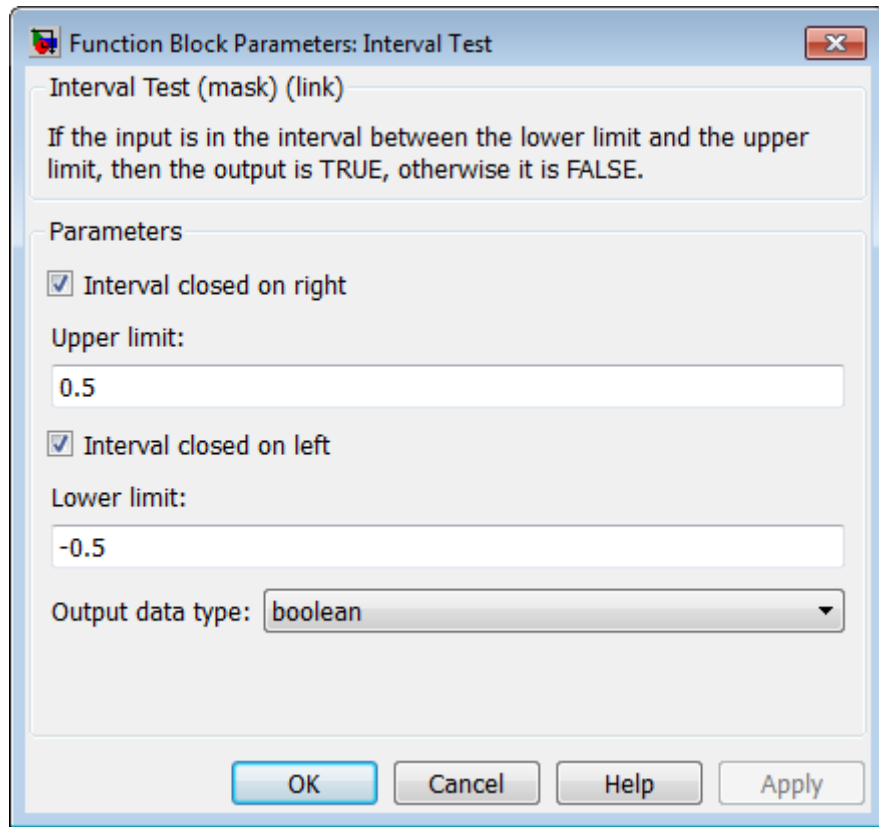 Function Block Parameters: Interval Test
Interval Test (mask) (link)
If the input is in the interval between the lower limit and the upper
limit, then the output is TRUE, otherwise it is FALSE.
Parameters
Interval closed on right
Upper limit:
0.5
Interval closed on left
Lower limit:
-0.5
Output data type: boolean
OK Cancel Help Apply